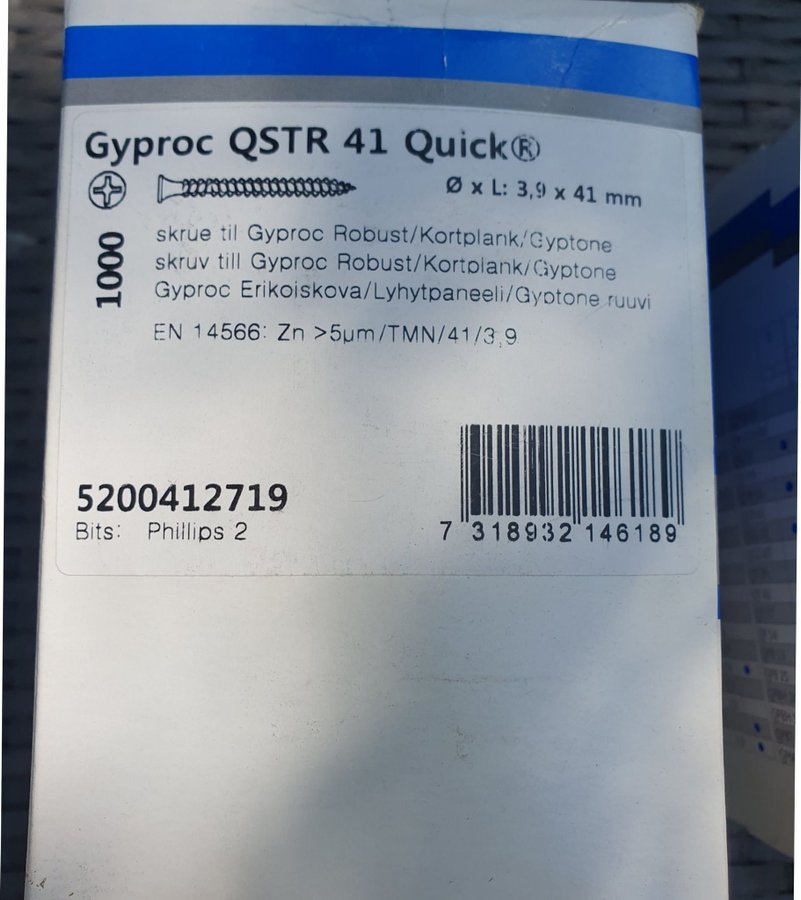 Gyproc QSTR 41 Quick®
Ø x L: 3,9 x 41 mm
1000
skrue til Gyproc Robust/Kortplank/Gyptone
skruv till Gyproc Robust/Kortplank/Gyptone
Gyproc Erikoiskova/Lyhytpaneeli/Gyptone ruuvi
EN 14566: Zn >5µm/TMN/41/3,9
5200412719
Bits: Phillips 2
7 318932 146189